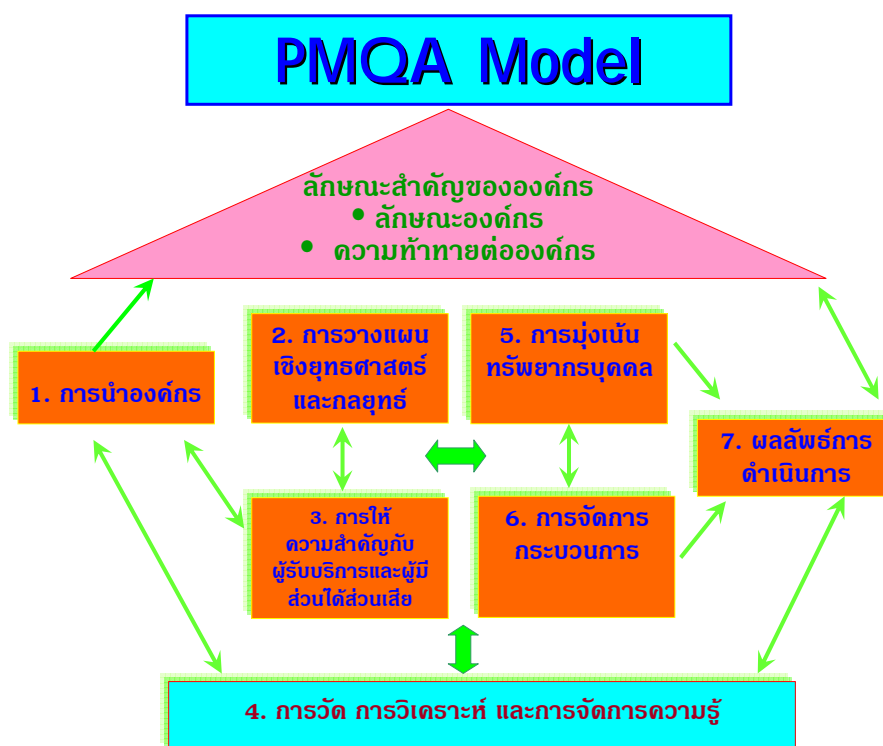 PMQA Model
ลักษณะสำคัญขององค์กร
• ลักษณะองค์กร
• ความท้าทายต่อองค์กร
1. การนำองค์กร
2. การวางแผน
เชิงยุทธศาสตร์
และกลยุทธ์
5. การมุ่งเน้น
ทรัพยากรบุคคล
7. ผลลัพธ์การ
ดำเนินการ
3. การให้
ความสำคัญกับ
ผู้รับบริการและผู้มี
ส่วนได้ส่วนเสีย
6. การจัดการ
กระบวนการ
4. การวัด การวิเคราะห์ และการจัดการความรู้